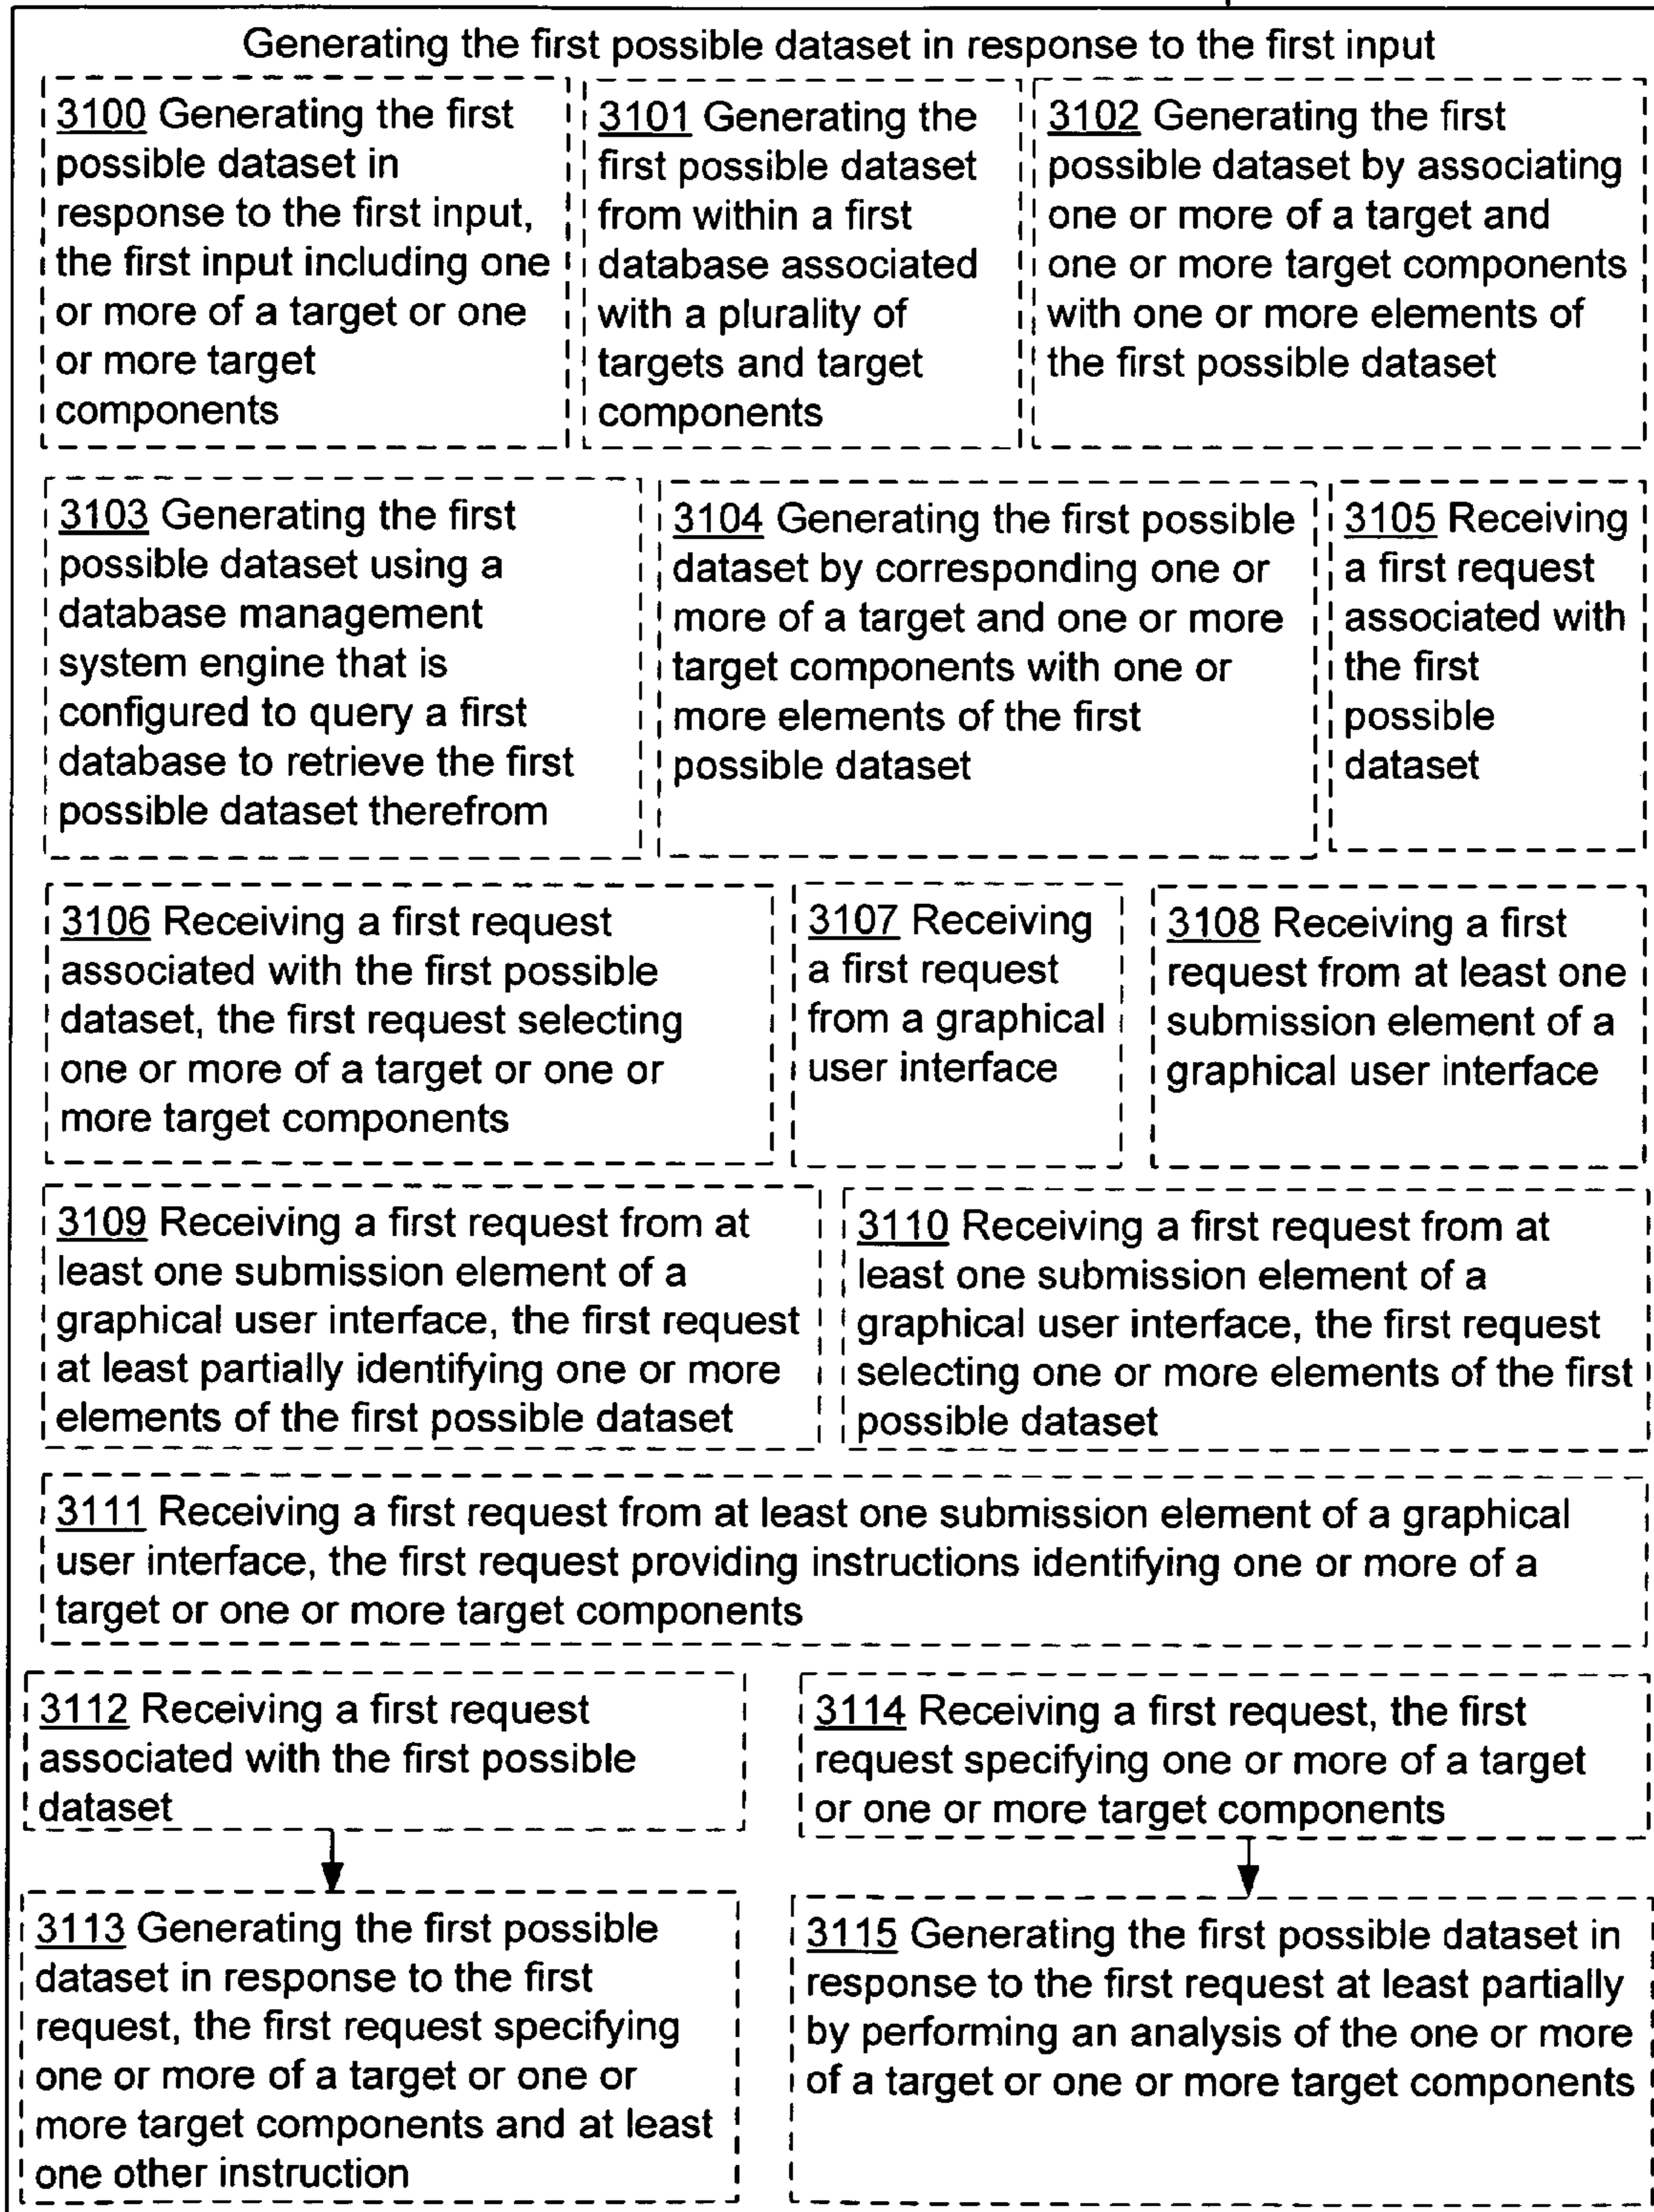 Generating the first possible dataset in response to the first input
3100 Generating the first
possible dataset in
response to the first input,
the first input including one
or more of a target or one
or more target
components
3101 Generating the
first possible dataset
from within a first
database associated
with a plurality of
targets and target
components
3102 Generating the first
possible dataset by associating
one or more of a target and
one or more target components
with one or more elements of
the first possible dataset
3103 Generating the first
possible dataset using a
database management
system engine that is
configured to query a first
database to retrieve the first
possible dataset therefrom
3104 Generating the first possible
dataset by corresponding one or
more of a target and one or more
target components with one or
more elements of the first
possible dataset
3105 Receiving
a first request
associated with
the first
possible
dataset
3106 Receiving a first request
associated with the first possible
dataset, the first request selecting
one or more of a target or one or
more target components
3107 Receiving
a first request
from a graphical
user interface
3108 Receiving a first
request from at least one
submission element of a
graphical user interface
3109 Receiving a first request from at
least one submission element of a
graphical user interface, the first request
at least partially identifying one or more
elements of the first possible dataset
3110 Receiving a first request from at
least one submission element of a
graphical user interface, the first request
selecting one or more elements of the first
possible dataset
3111 Receiving a first request from at least one submission element of a graphical
user interface, the first request providing instructions identifying one or more of a
target or one or more target components
3112 Receiving a first request
associated with the first possible
dataset
3114 Receiving a first request, the first
request specifying one or more of a target
or one or more target components
3113 Generating the first possible
dataset in response to the first
request, the first request specifying
one or more of a target or one or
more target components and at least
one other instruction
3115 Generating the first possible dataset in
response to the first request at least partially
by performing an analysis of the one or more
of a target or one or more target components